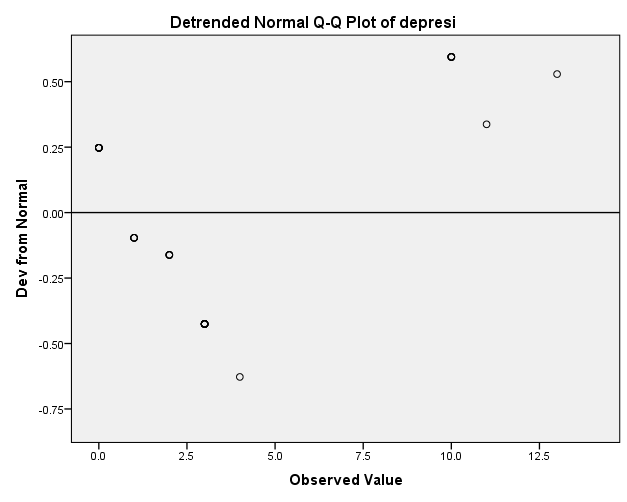 Detrended Normal Q-Q Plot of depresi
0.50
0.25
0.00
-0.25
-0.50
-0.75
Dev from Normal
0.0 2.5 5.0 7.5 10.0 12.5
Observed Value